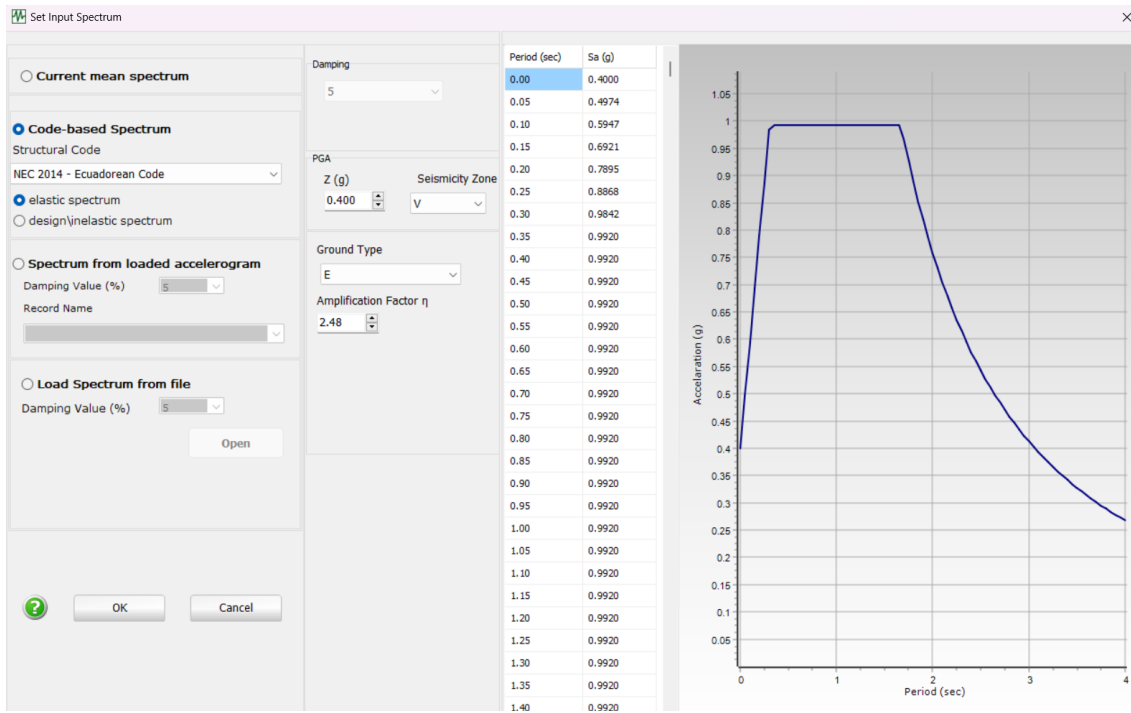 Set Input Spectrum
Current mean spectrum
Code-based Spectrum
Structural Code
NEC 2014 - Ecuadorean Code
elastic spectrum
design\inelastic spectrum
Spectrum from loaded accelerogram
Damping Value (%) 5
Record Name
Load Spectrum from file
Damping Value (%) 5
Open
? OK Cancel
Damping
5
PGA
Z (g) Seismicity Zone
0.400 V
Ground Type
E
Amplification Factor η
2.48
Period (sec) Sa (g)
0.00 0.4000
0.05 0.4974
0.10 0.5947
0.15 0.6921
0.20 0.7895
0.25 0.8868
0.30 0.9842
0.35 0.9920
0.40 0.9920
0.45 0.9920
0.50 0.9920
0.55 0.9920
0.60 0.9920
0.65 0.9920
0.70 0.9920
0.75 0.9920
0.80 0.9920
0.85 0.9920
0.90 0.9920
0.95 0.9920
1.00 0.9920
1.05 0.9920
1.10 0.9920
1.15 0.9920
1.20 0.9920
1.25 0.9920
1.30 0.9920
1.35 0.9920
1.40 0.9920
Accelaration (g)
1.05
1
0.95
0.9
0.85
0.8
0.75
0.7
0.65
0.6
0.55
0.5
0.45
0.4
0.35
0.3
0.25
0.2
0.15
0.1
0.05
0 1 2 3 4
Period (sec)